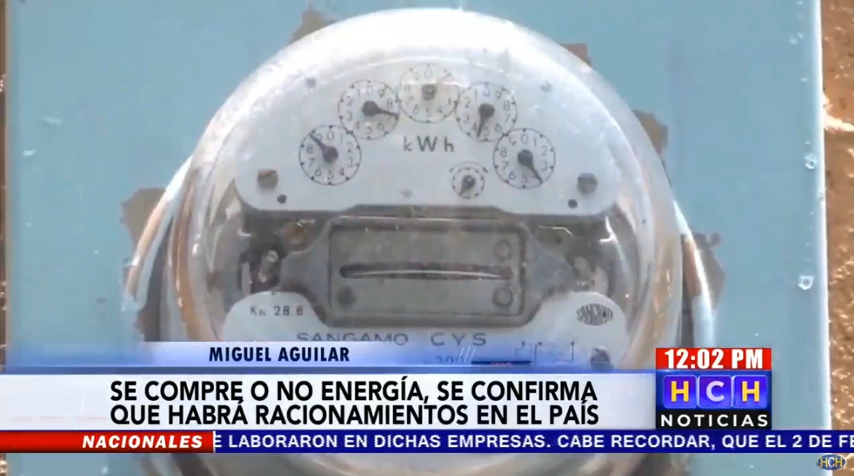 kWh
Kh 28.8
SANGAMO CYS
MIGUEL AGUILAR
SE COMPRE O NO ENERGÍA, SE CONFIRMA
QUE HABRÁ RACIONAMIENTOS EN EL PAÍS
12:02 PM
HCH
NOTICIAS
NACIONALES
E LABORARON EN DICHAS EMPRESAS. CABE RECORDAR, QUE EL 2 DE FE
HCH